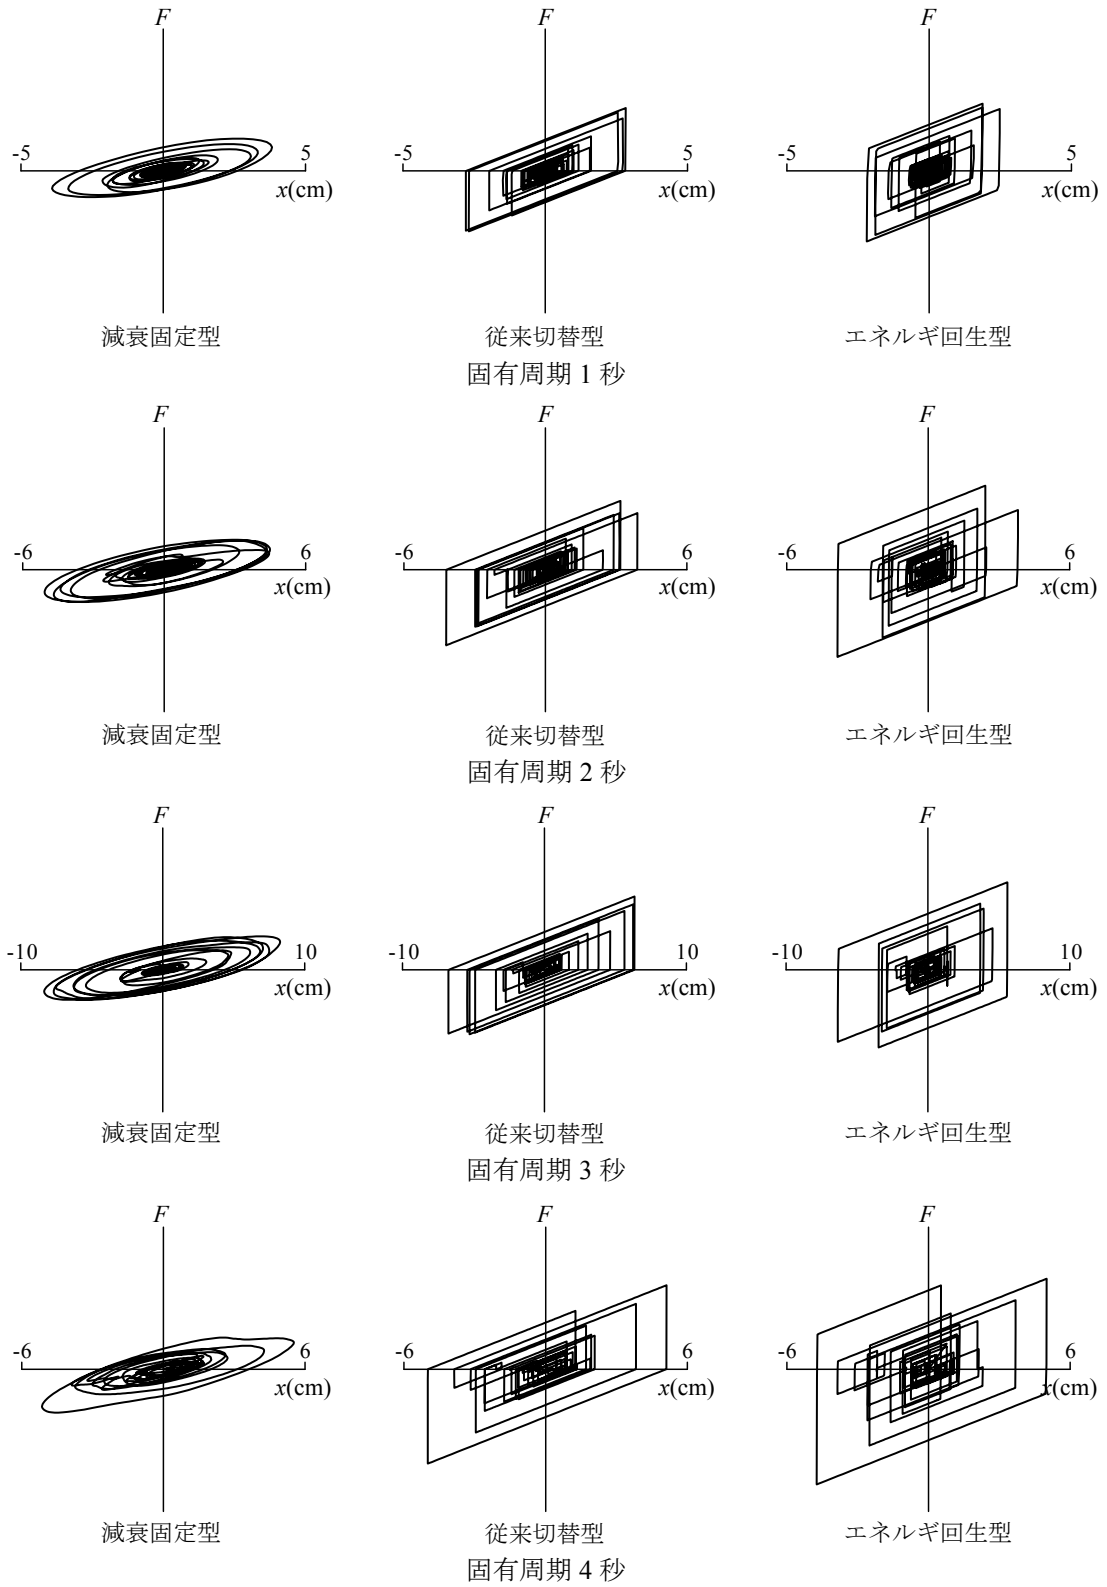 F F F
-5 5 -5 5 -5 5
x(cm) x(cm) x(cm)
減衰固定型 従来切替型 エネルギ回生型
固有周期 1 秒
F F F
-6 6 -6 6 -6 6
x(cm) x(cm) x(cm)
減衰固定型 従来切替型 エネルギ回生型
固有周期 2 秒
F F F
-10 10 -10 10 -10 10
x(cm) x(cm) x(cm)
減衰固定型 従来切替型 エネルギ回生型
固有周期 3 秒
F F F
-6 6 -6 6 -6 6
x(cm) x(cm) x(cm)
減衰固定型 従来切替型 エネルギ回生型
固有周期 4 秒